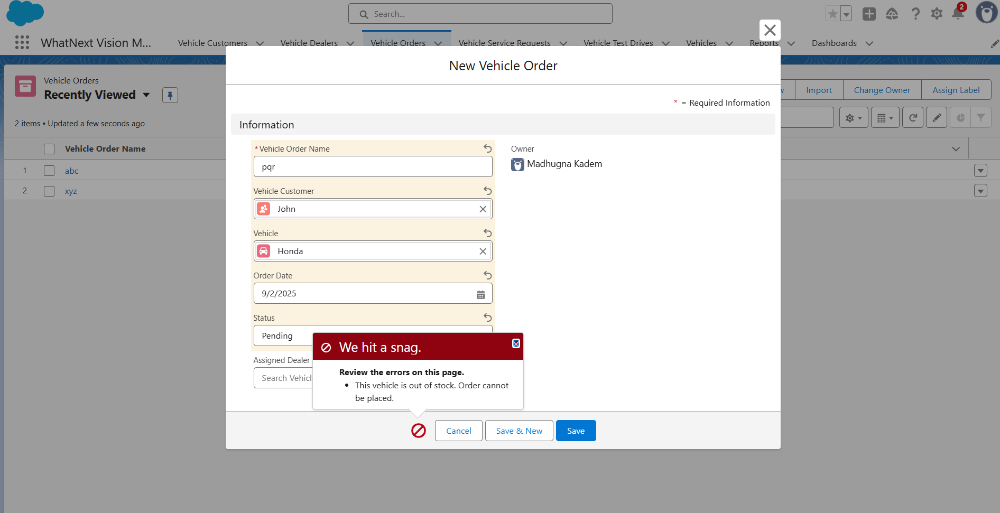 Search...
2
WhatNext Vision M...
Vehicle Customers
Vehicle Dealers
Vehicle Orders
Vehicle Service Requests
Vehicle Test Drives
Vehicles
Reports
Dashboards
New Vehicle Order
Vehicle Orders
Recently Viewed
Import
Change Owner
Assign Label
* = Required Information
2 items • Updated a few seconds ago
Information
Vehicle Order Name
1 abc
2 xyz
*Vehicle Order Name
pqr
Owner
Madhugna Kadem
Vehicle Customer
John
Vehicle
Honda
Order Date
9/2/2025
Status
Pending
Assigned Dealer
We hit a snag.
Review the errors on this page.
• This vehicle is out of stock. Order cannot
be placed.
Search
Cancel
Save & New
Save